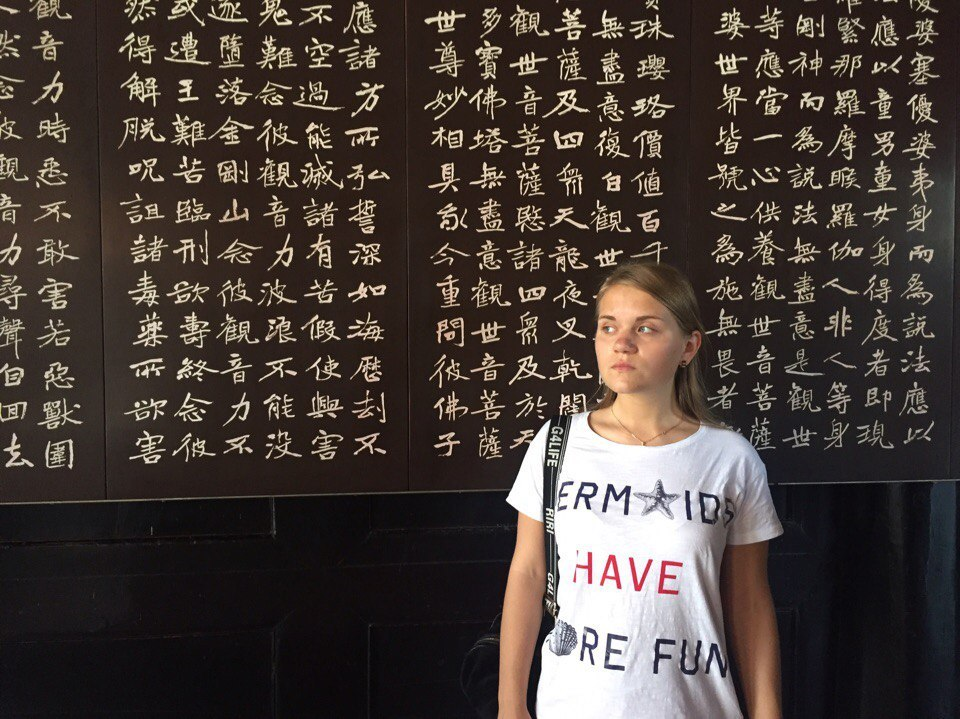 婆塞優婆夷身而為說法應以
應以童男童女身得度者即現
羅緊那羅摩睺羅伽人非人等身
剛神而為說法無盡意是觀世
等應當一心供養觀世音菩薩
婆世界皆號之為施無畏者
珠瓔珞價值百千
無盡意復白觀世
菩薩及四眾天龍夜叉乾闥
觀世音菩薩愍諸四眾及於天
多寶佛塔無盡意觀世音菩薩
世尊妙相具我今重問彼佛子
應諸方所弘誓深如海歷劫不
不空過能滅諸有苦假使興害
鬼難念彼觀音力波浪不能沒
逐墮落金剛山念彼觀音力不
或遭王難苦臨刑欲壽終念彼
然得解脫呪詛諸毒藥所欲害
觀音力時悉不敢害若惡獸圍
然念彼觀音力尋聲自回去
G4LIFE
RIRI
G4L
ERMAIDS
HAVE
ORE FUN